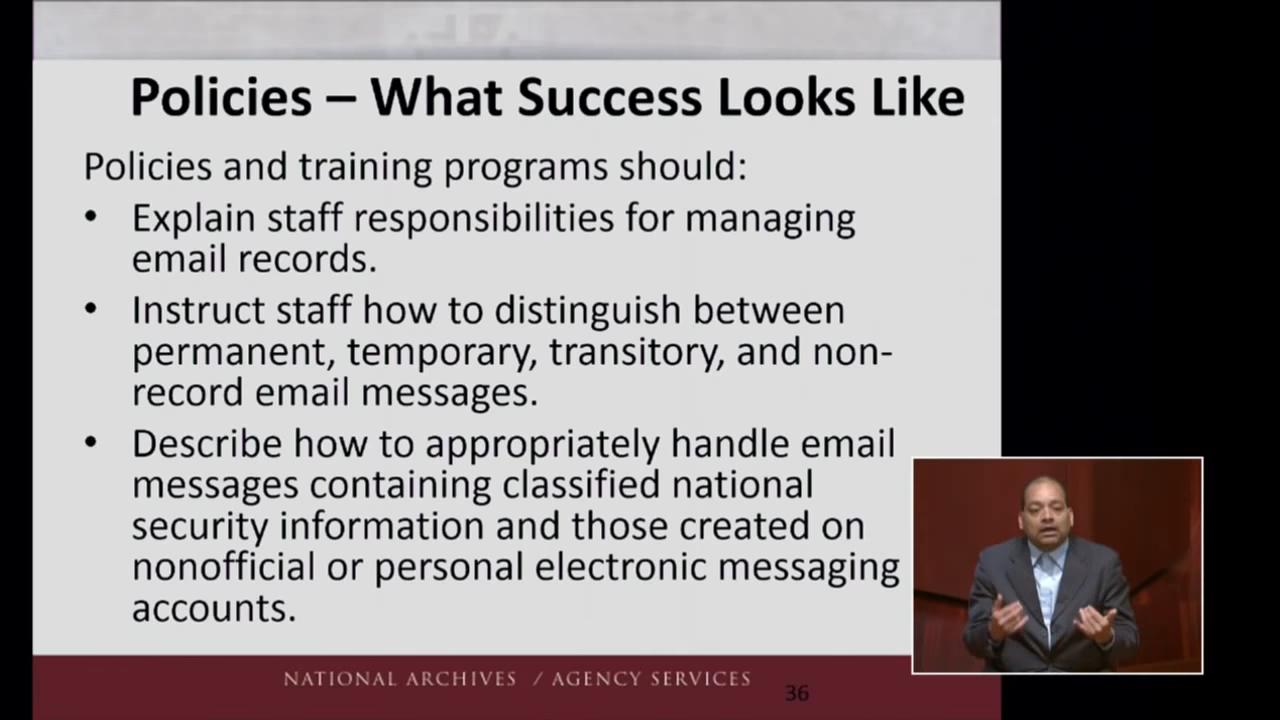 Policies – What Success Looks Like
Policies and training programs should:
• Explain staff responsibilities for managing
email records.
• Instruct staff how to distinguish between
permanent, temporary, transitory, and non-
record email messages.
• Describe how to appropriately handle email
messages containing classified national
security information and those created on
nonofficial or personal electronic messaging
accounts.
NATIONAL ARCHIVES / AGENCY SERVICES
36